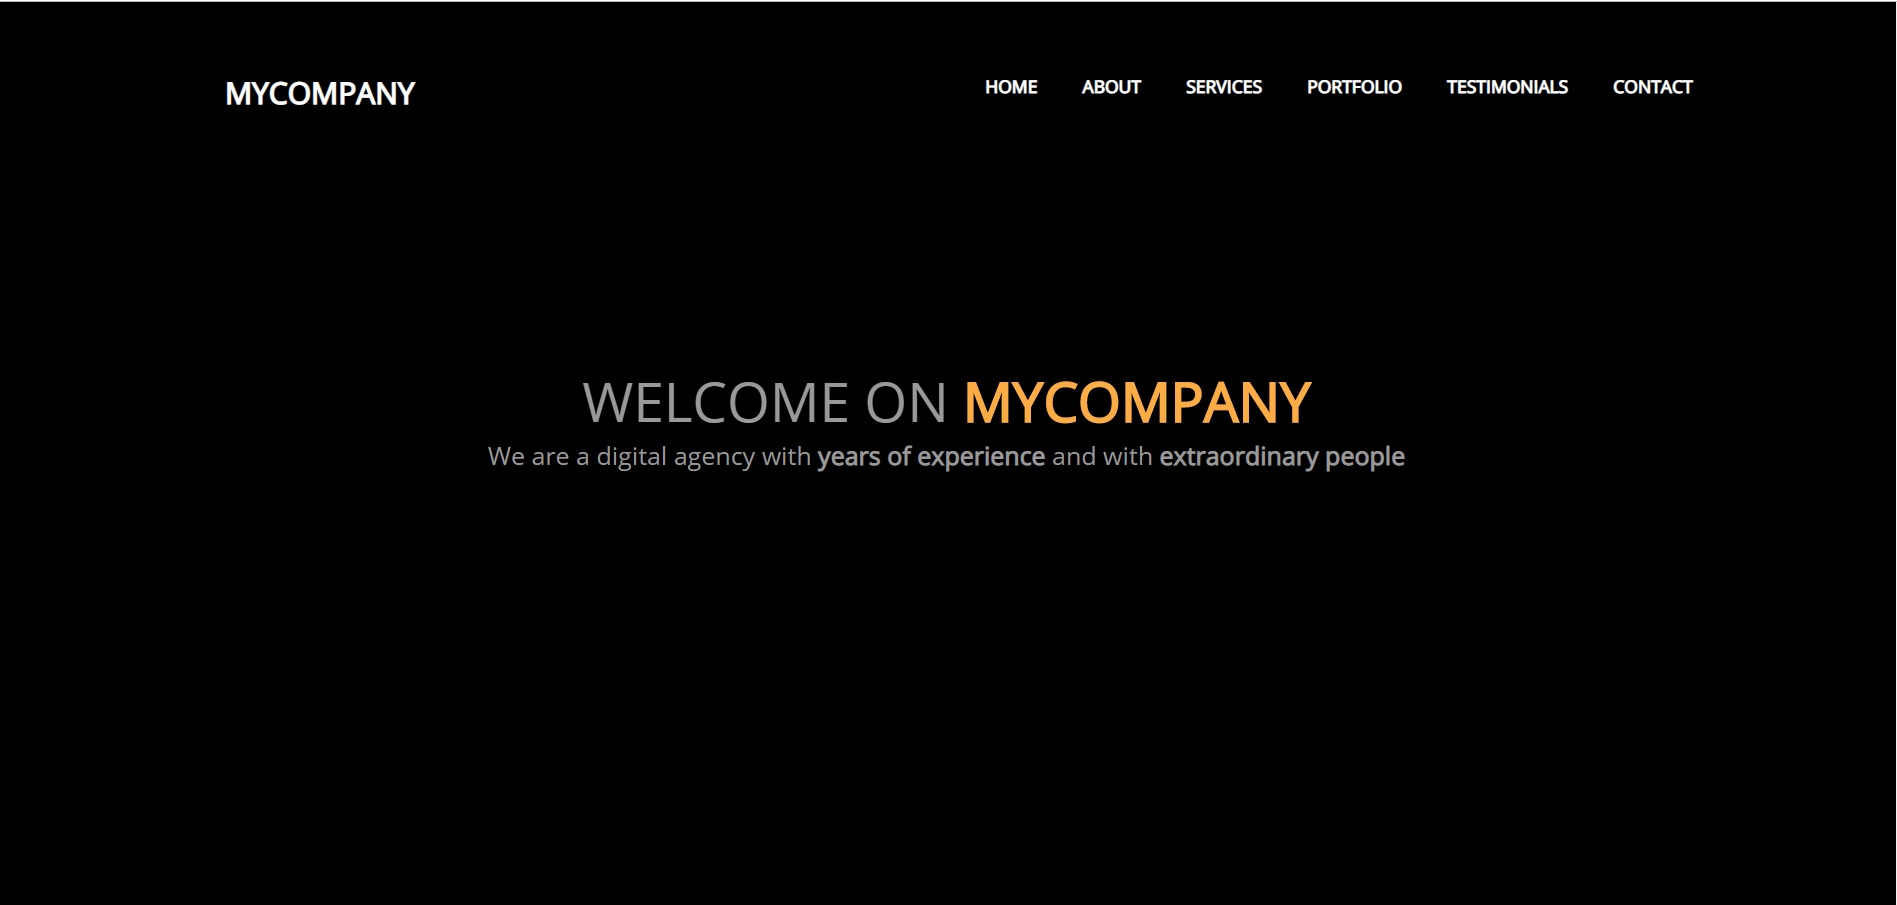 MYCOMPANY
HOME ABOUT SERVICES PORTFOLIO TESTIMONIALS CONTACT
WELCOME ON MYCOMPANY
We are a digital agency with years of experience and with extraordinary people